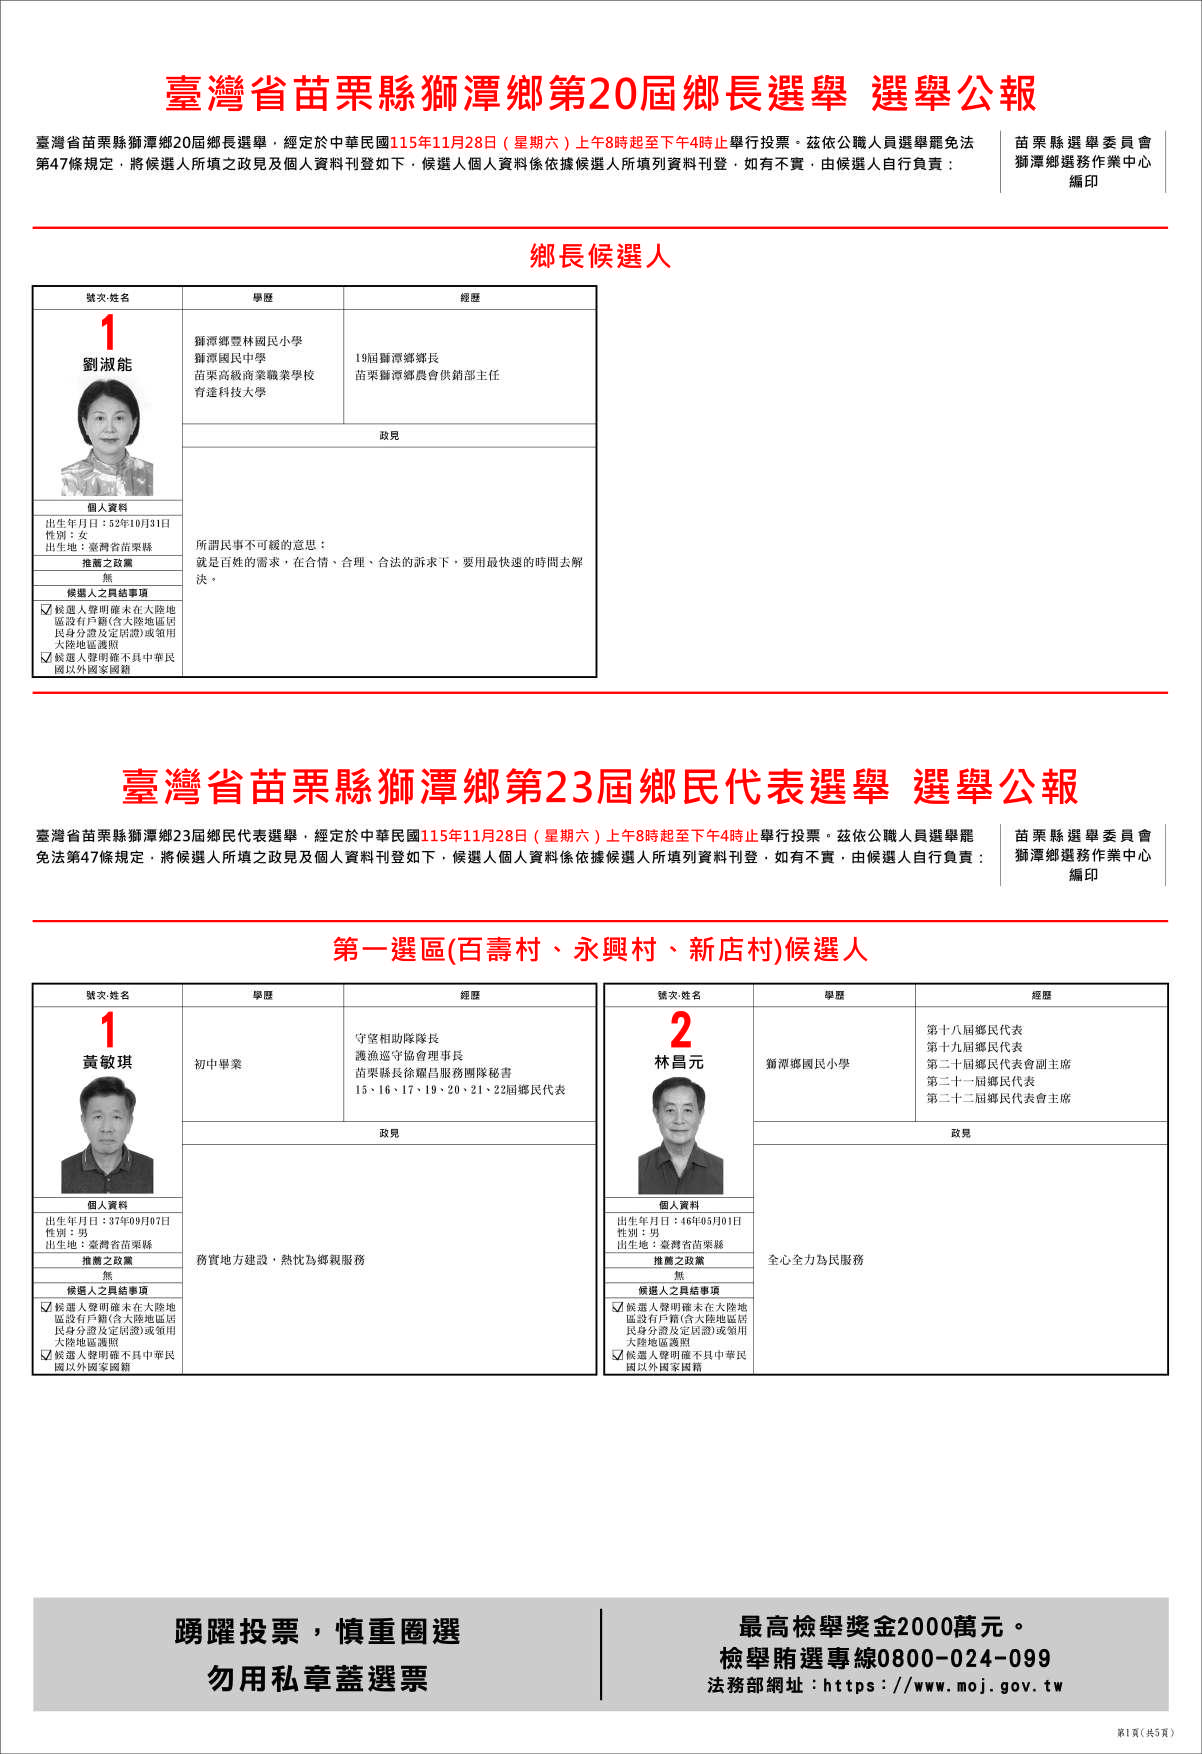 臺灣省苗栗縣獅潭鄉第20屆鄉長選舉 選舉公報
臺灣省苗栗縣獅潭鄉20屆鄉長選舉，經定於中華民國115年11月28日（星期六）上午8時起至下午4時止舉行投票。茲依公職人員選舉罷免法
第47條規定，將候選人所填之政見及個人資料刊登如下，候選人個人資料係依據候選人所填列資料刊登，如有不實，由候選人自行負責：
苗栗縣選舉委員會
獅潭鄉選務作業中心
編印
鄉長候選人
號次·姓名 學歷 經歷
1
劉淑能
獅潭鄉豐林國民小學
獅潭國民中學
苗栗高級商業職業學校
育達科技大學
19屆獅潭鄉鄉長
苗栗獅潭鄉農會供銷部主任
政見
所謂民事不可緩的意思：
就是百姓的需求，在合情、合理、合法的訴求下，要用最快速的時間去解
決。
個人資料
出生年月日：52年10月31日
性別：女
出生地：臺灣省苗栗縣
推薦之政黨
無
候選人之具結事項
候選人聲明確未在大陸地
區設有戶籍(含大陸地區居
民身分證及定居證)或領用
大陸地區護照
候選人聲明確不具中華民
國以外國家國籍
臺灣省苗栗縣獅潭鄉第23屆鄉民代表選舉 選舉公報
臺灣省苗栗縣獅潭鄉23屆鄉民代表選舉，經定於中華民國115年11月28日（星期六）上午8時起至下午4時止舉行投票。茲依公職人員選舉罷
免法第47條規定，將候選人所填之政見及個人資料刊登如下，候選人個人資料係依據候選人所填列資料刊登，如有不實，由候選人自行負責：
苗栗縣選舉委員會
獅潭鄉選務作業中心
編印
第一選區(百壽村、永興村、新店村)候選人
號次·姓名 學歷 經歷
1
黃敏琪
初中畢業
守望相助隊隊長
護漁巡守協會理事長
苗栗縣長徐耀昌服務團隊秘書
15、16、17、19、20、21、22屆鄉民代表
政見
務實地方建設，熱忱為鄉親服務
個人資料
出生年月日：37年09月07日
性別：男
出生地：臺灣省苗栗縣
推薦之政黨
無
候選人之具結事項
候選人聲明確未在大陸地
區設有戶籍(含大陸地區居
民身分證及定居證)或領用
大陸地區護照
候選人聲明確不具中華民
國以外國家國籍
號次·姓名 學歷 經歷
2
林昌元
獅潭鄉國民小學
第十八屆鄉民代表
第十九屆鄉民代表
第二十屆鄉民代表會副主席
第二十一屆鄉民代表
第二十二屆鄉民代表會主席
政見
全心全力為民服務
個人資料
出生年月日：46年05月01日
性別：男
出生地：臺灣省苗栗縣
推薦之政黨
無
候選人之具結事項
候選人聲明確未在大陸地
區設有戶籍(含大陸地區居
民身分證及定居證)或領用
大陸地區護照
候選人聲明確不具中華民
國以外國家國籍
踴躍投票，慎重圈選
勿用私章蓋選票
最高檢舉獎金2000萬元。
檢舉賄選專線0800-024-099
法務部網址：https：//www.moj.gov.tw
第1頁(共5頁)